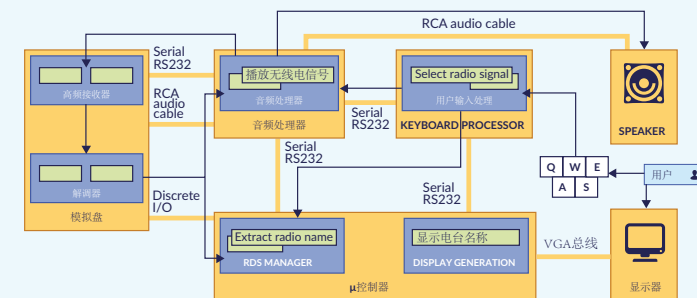 RCA audio cable
Serial
RS232
播放无线电信号
Select radio signal
高频接收器
音频处理器
用户输入处理
RCA
audio
cable
音频处理器
Serial
RS232
KEYBOARD PROCESSOR
SPEAKER
Serial
RS232
Q W E
A S
用户
解调器
Discrete
I/O
Serial
RS232
模拟盘
Extract radio name
显示电台名称
VGA总线
RDS MANAGER
DISPLAY GENERATION
μ控制器
显示器